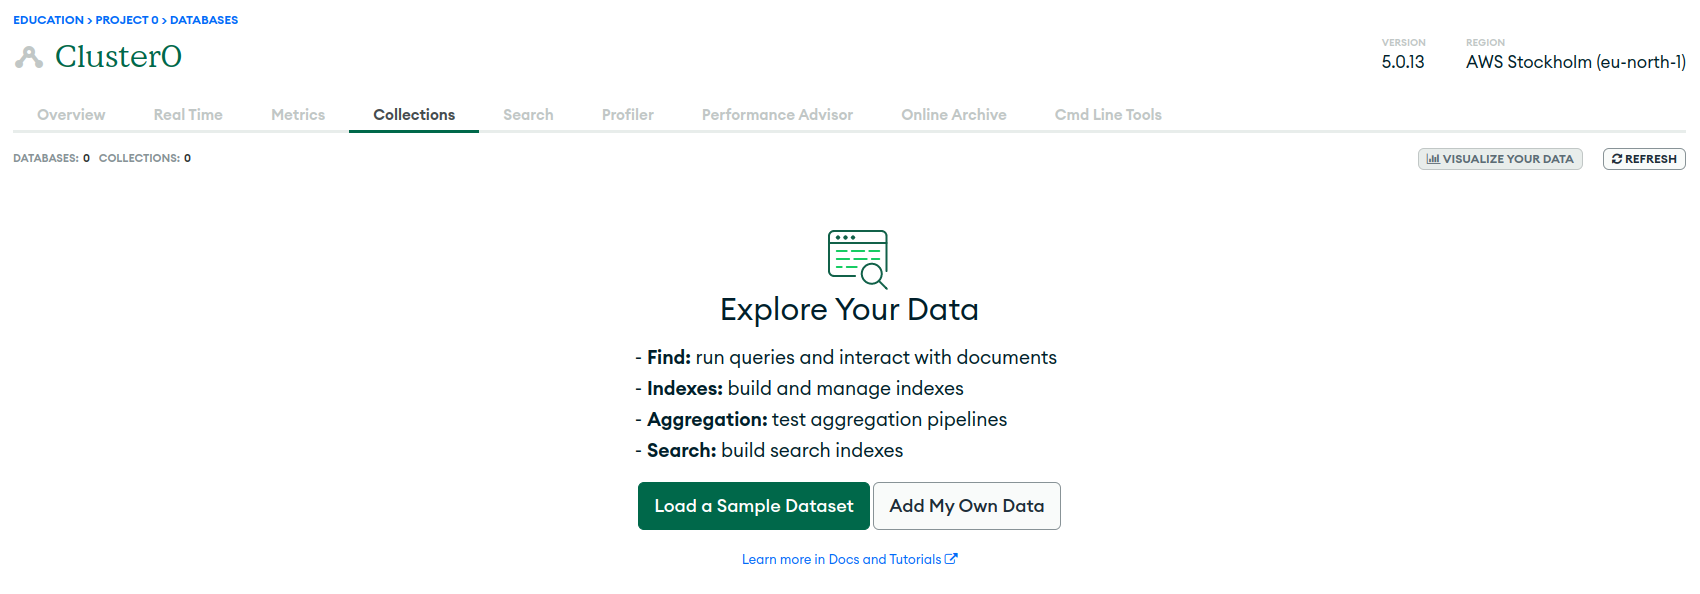 EDUCATION > PROJECT 0 > DATABASES
Cluster0
VERSION
5.0.13
REGION
AWS Stockholm (eu-north-1)
Overview Real Time Metrics Collections Search Profiler Performance Advisor Online Archive Cmd Line Tools
DATABASES: 0 COLLECTIONS: 0
VISUALIZE YOUR DATA
REFRESH
Explore Your Data
- Find: run queries and interact with documents
- Indexes: build and manage indexes
- Aggregation: test aggregation pipelines
- Search: build search indexes
Load a Sample Dataset
Add My Own Data
Learn more in Docs and Tutorials